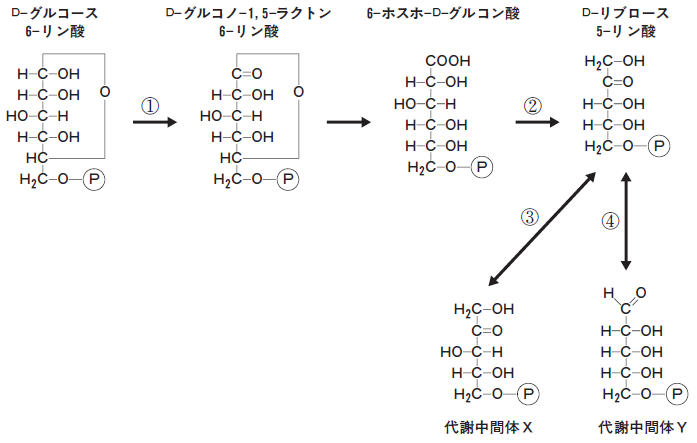 D-グルコース
6-リン酸
D-グルコノ-1,5-ラクトン
6-リン酸
6-ホスホ-D-グルコン酸
D-リブロース
5-リン酸
H-C-OH
H-C-OH
HO-C-H
H-C-OH
HC
H₂C-O-Ⓟ
O
①
C=O
H-C-OH
HO-C-H
H-C-OH
HC
H₂C-O-Ⓟ
O
COOH
H-C-OH
HO-C-H
H-C-OH
H-C-OH
H₂C-O-Ⓟ
②
H₂C-OH
C=O
H-C-OH
H-C-OH
H₂C-O-Ⓟ
③
④
H₂C-OH
C=O
HO-C-H
H-C-OH
H₂C-O-Ⓟ
代謝中間体X
H O
C
H-C-OH
H-C-OH
H-C-OH
H₂C-O-Ⓟ
代謝中間体Y